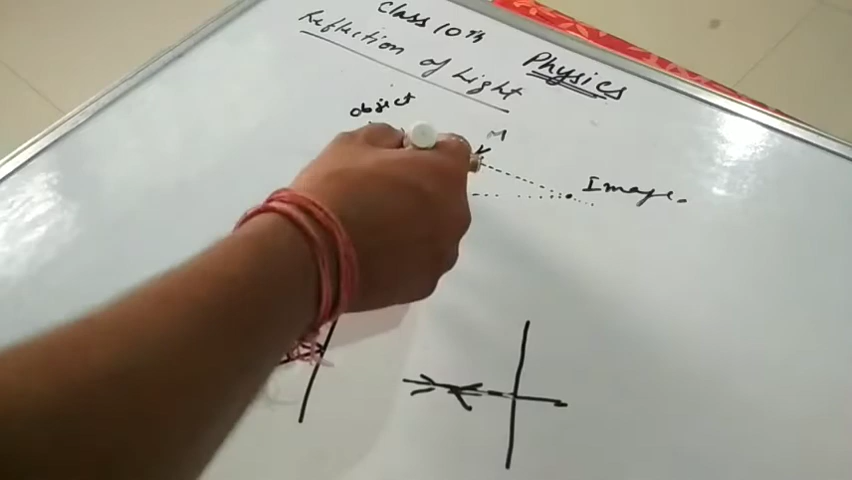 Class 10th
Reflection of Light
Physics
object
M
Image.